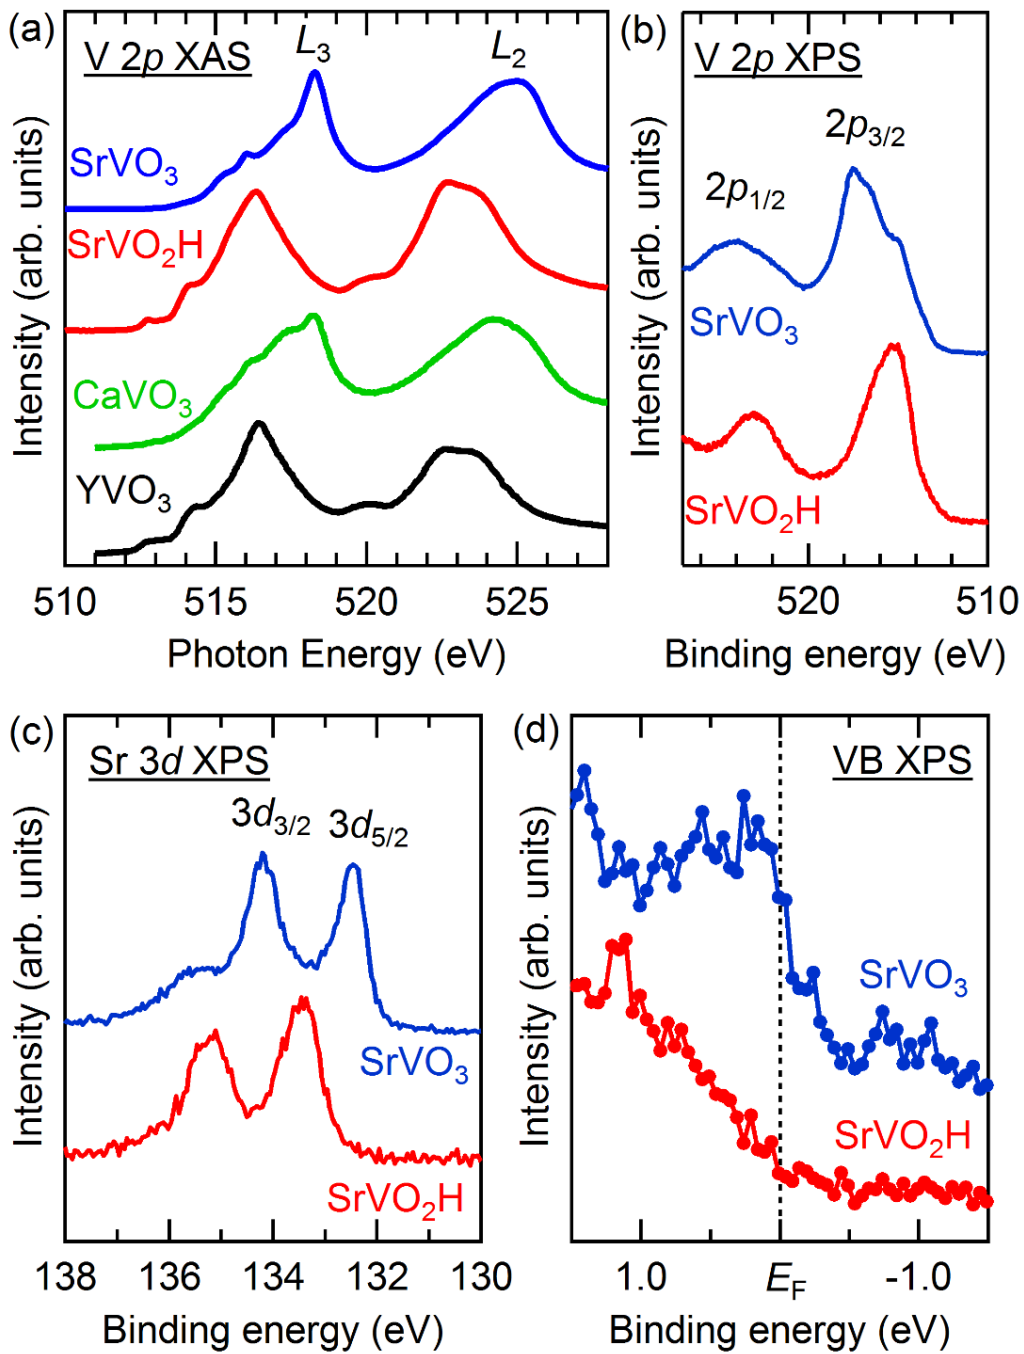 (a)
V 2p XAS
L3
L2
SrVO3
SrVO2H
CaVO3
YVO3
Intensity (arb. units)
510
515
520
525
Photon Energy (eV)
(b)
V 2p XPS
2p3/2
2p1/2
SrVO3
SrVO2H
Intensity (arb. units)
520
510
Binding energy (eV)
(c)
Sr 3d XPS
3d3/2
3d5/2
SrVO3
SrVO2H
Intensity (arb. units)
138
136
134
132
130
Binding energy (eV)
(d)
VB XPS
SrVO3
SrVO2H
Intensity (arb. units)
1.0
EF
-1.0
Binding energy (eV)